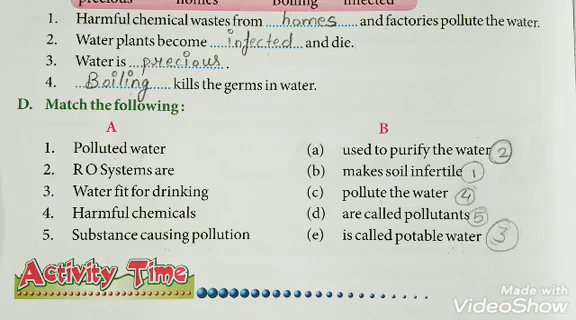 precious homes Boiling infected
1. Harmful chemical wastes from ....homes...... and factories pollute the water.
2. Water plants become .....infected.... and die.
3. Water is ....precious.. .
4. ...Boiling...... kills the germs in water.
D. Match the following :
A B
1. Polluted water (a) used to purify the water 2
2. R O Systems are (b) makes soil infertile 1
3. Water fit for drinking (c) pollute the water 4
4. Harmful chemicals (d) are called pollutants 5
5. Substance causing pollution (e) is called potable water 3
Activity Time
Made with
VideoShow